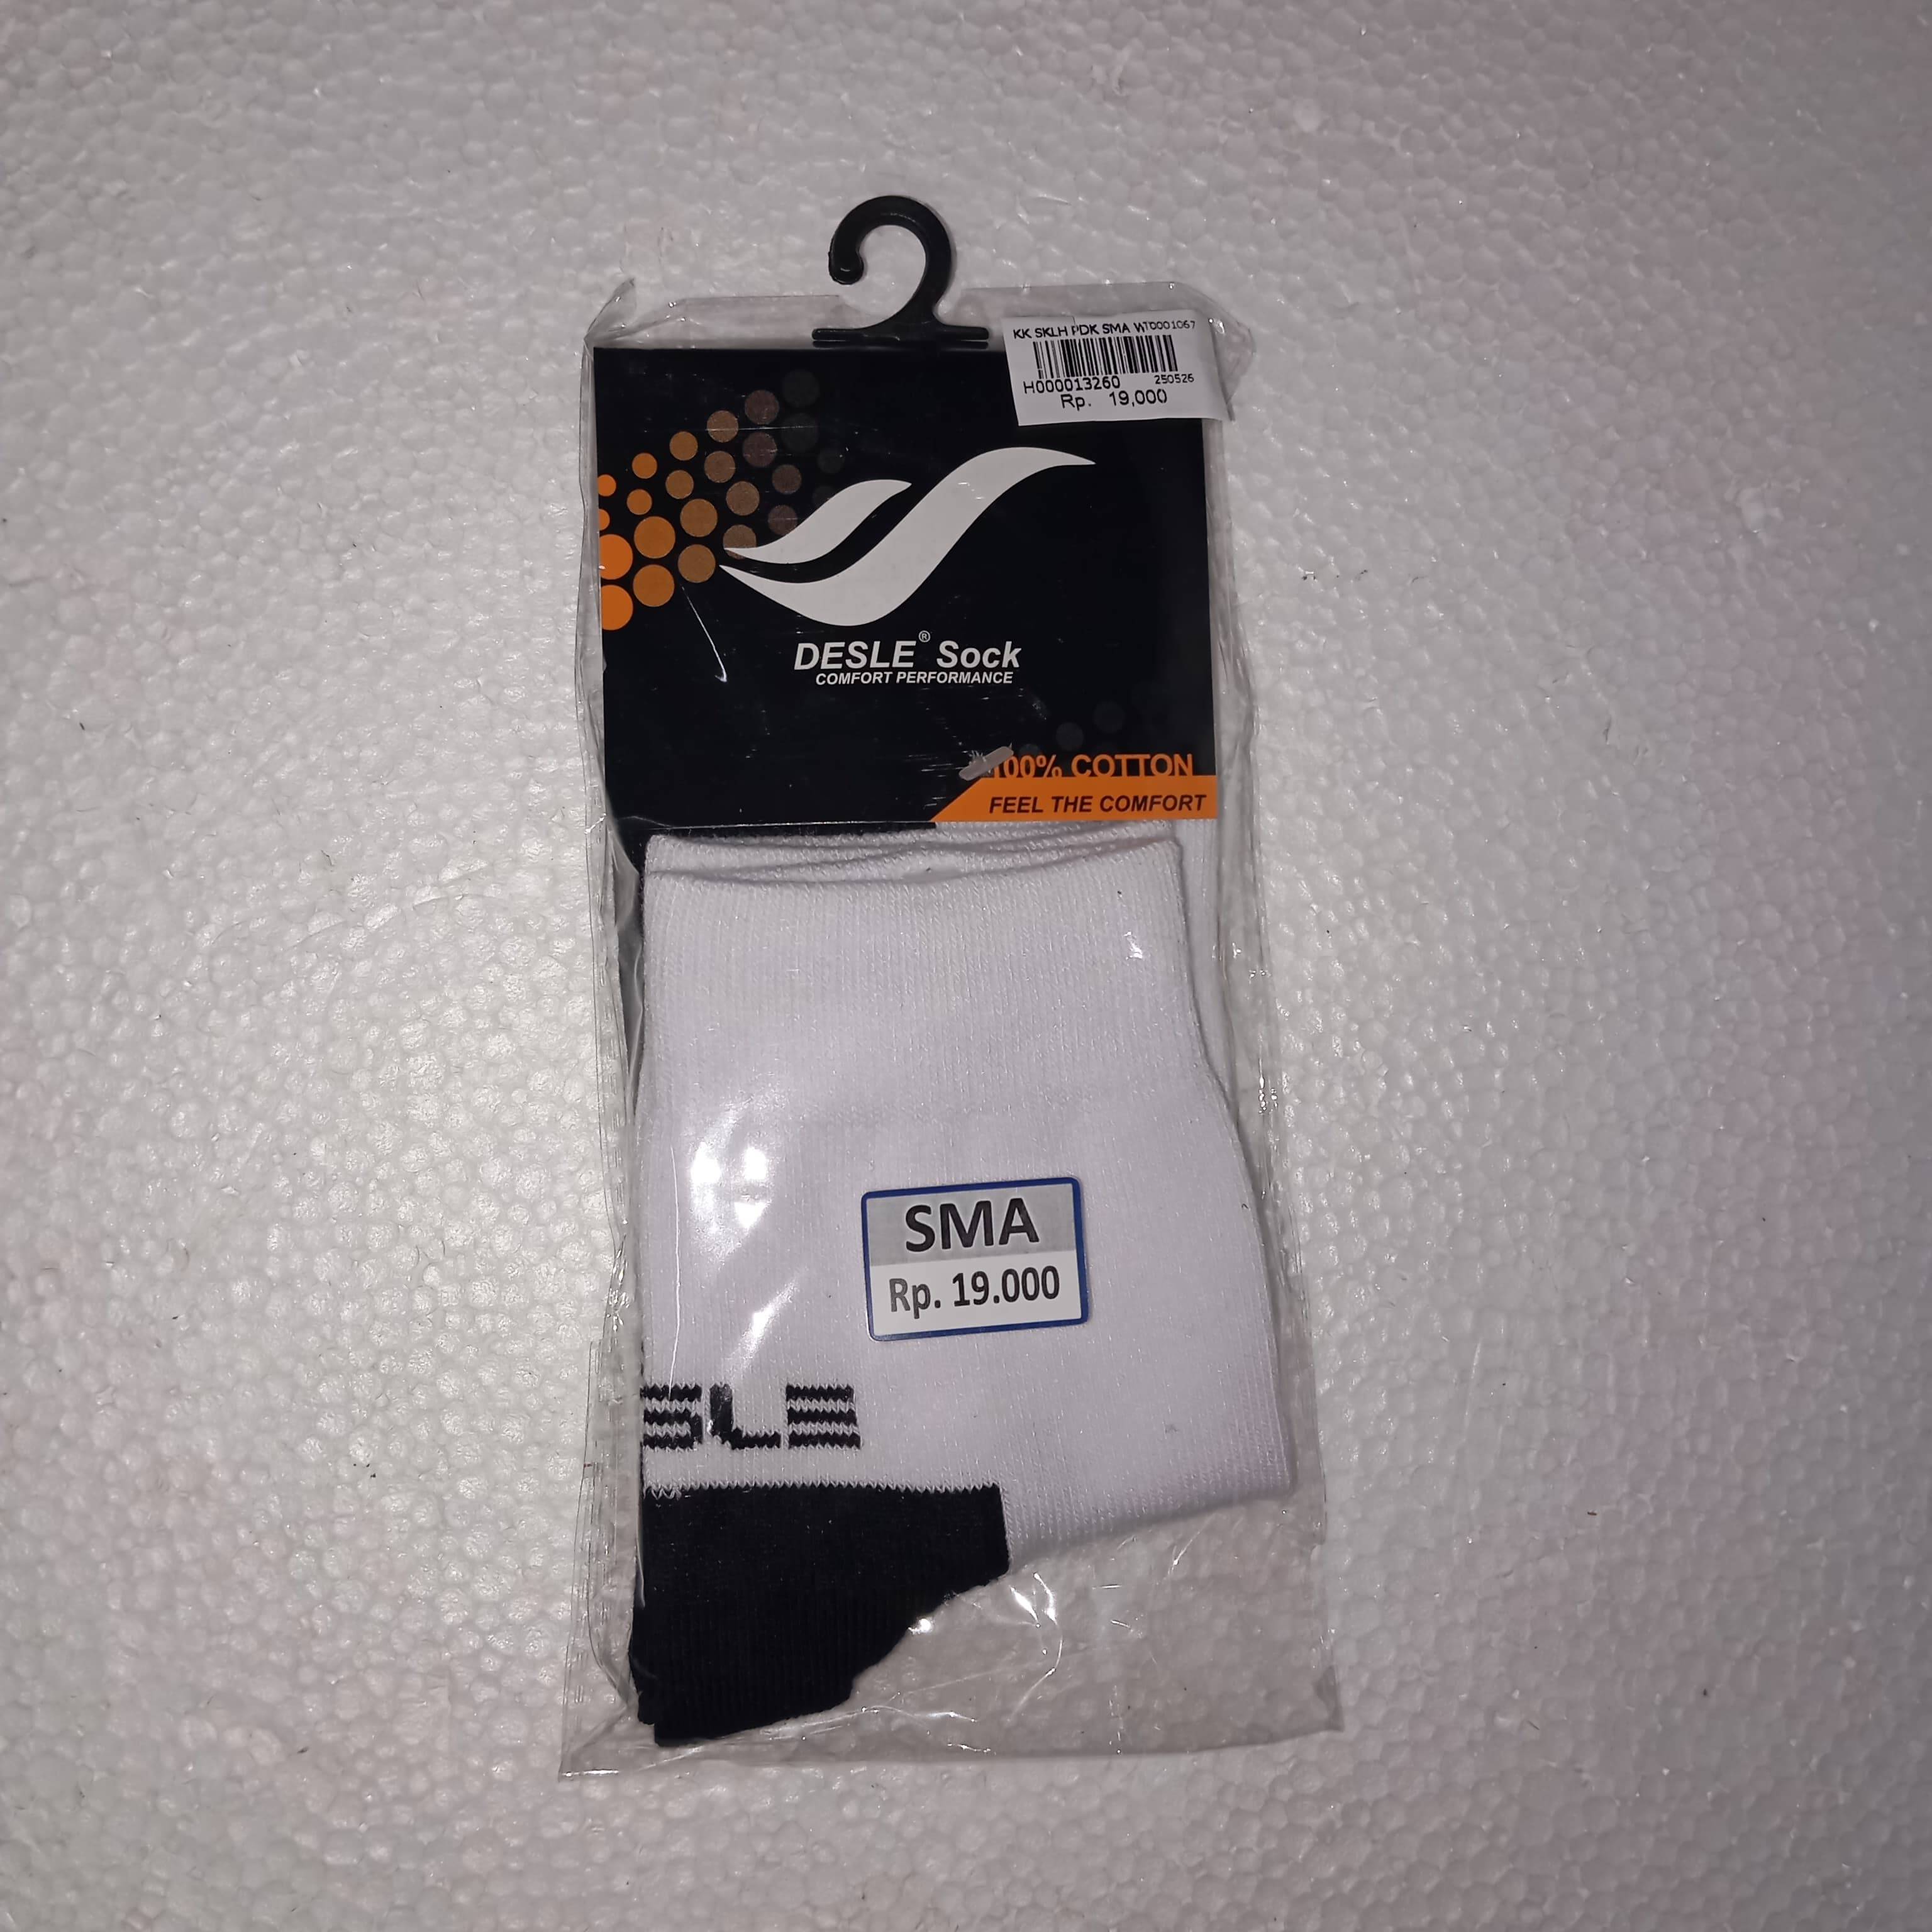 KK SKLH PDK SMA WT0001067
H000013260 250526
Rp. 19,000
DESLE® Sock
COMFORT PERFORMANCE
100% COTTON
FEEL THE COMFORT
SMA
Rp. 19.000
SLE